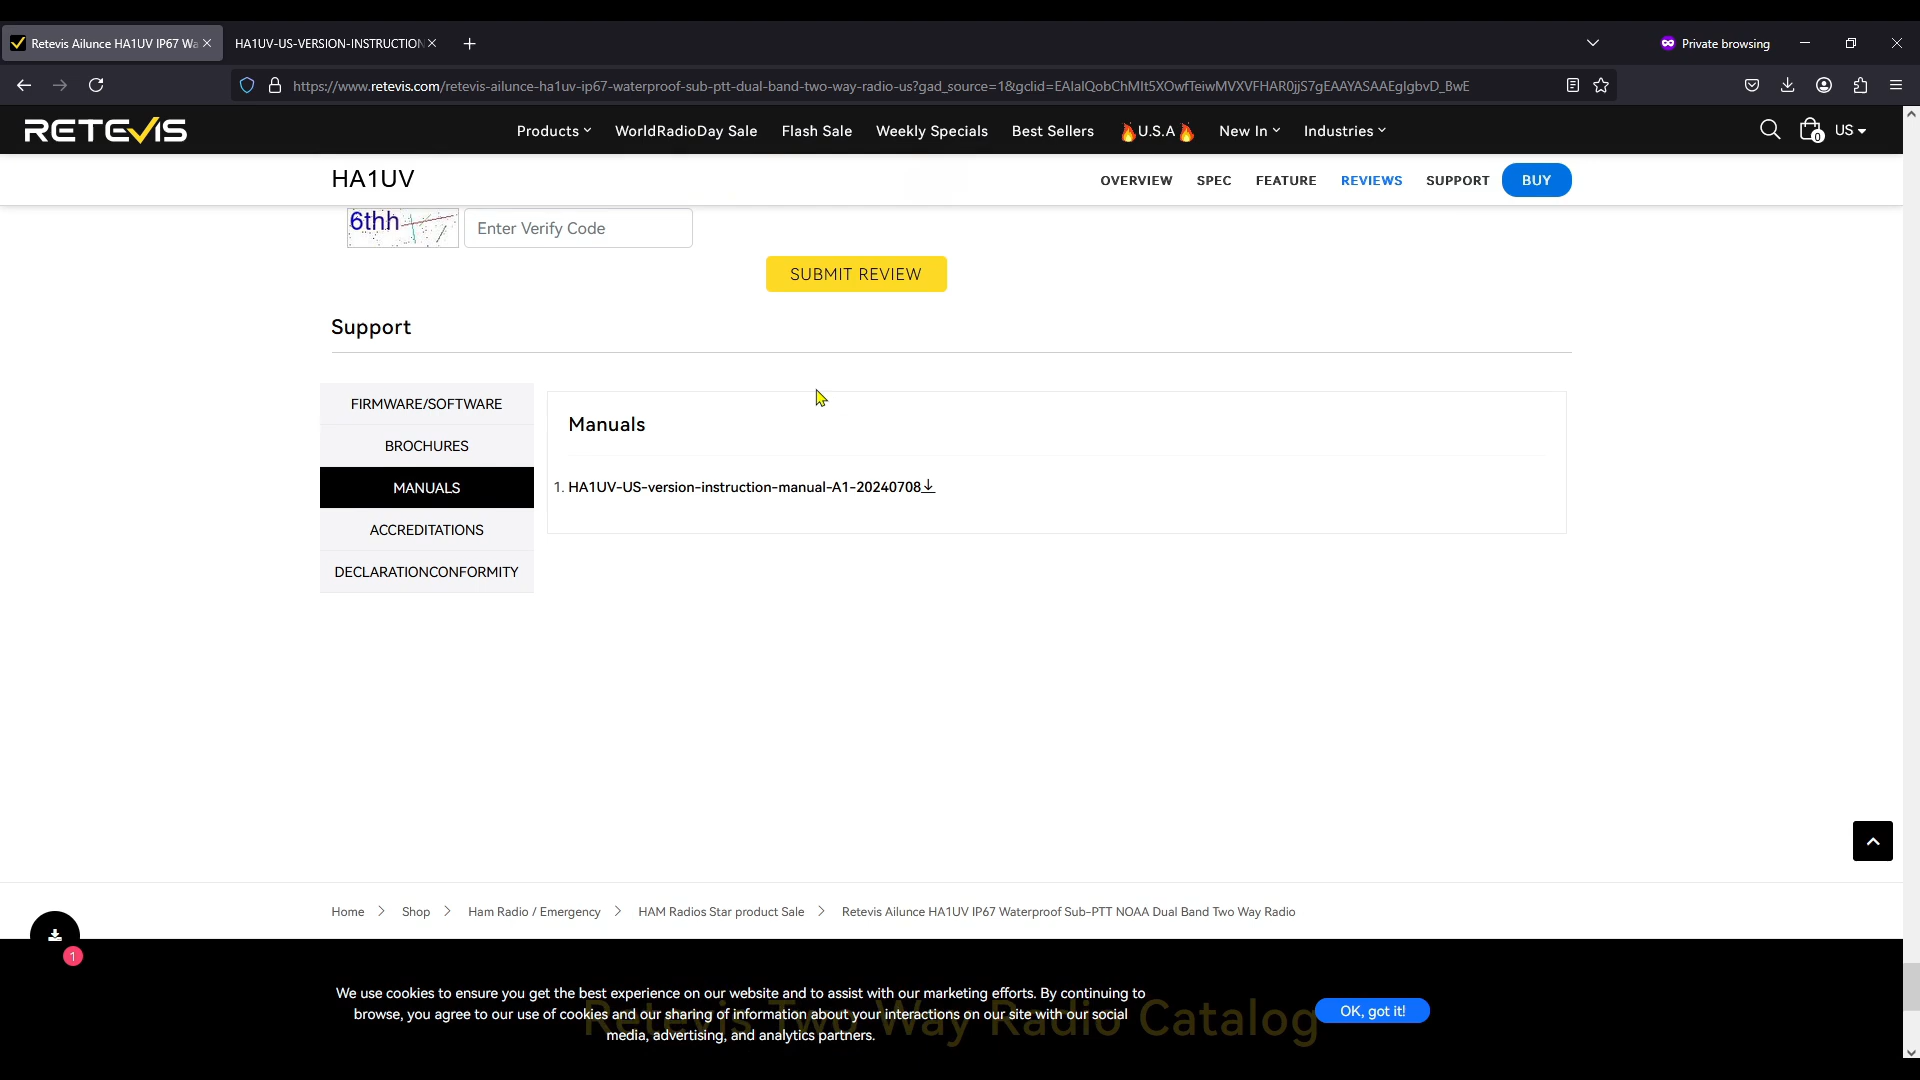 Retevis Ailunce HA1UV IP67 Wa
HA1UV-US-VERSION-INSTRUCTION
Private browsing
https://www.retevis.com/retevis-ailunce-ha1uv-ip67-waterproof-sub-ptt-dual-band-two-way-radio-us?gad_source=1&gclid=EAIaIQobChMIt5XOwfTeiwMVXVFHAR0jjS7gEAAYASAAEgIgbvD_BwE
RETEVIS
Products
WorldRadioDay Sale
Flash Sale
Weekly Specials
Best Sellers
🔥U.S.A🔥
New In
Industries
0
US
HA1UV
OVERVIEW
SPEC
FEATURE
REVIEWS
SUPPORT
BUY
6thh
Enter Verify Code
SUBMIT REVIEW
Support
FIRMWARE/SOFTWARE
BROCHURES
MANUALS
ACCREDITATIONS
DECLARATIONCONFORMITY
Manuals
1. HA1UV-US-version-instruction-manual-A1-20240708
Home > Shop > Ham Radio / Emergency > HAM Radios Star product Sale > Retevis Ailunce HA1UV IP67 Waterproof Sub-PTT NOAA Dual Band Two Way Radio
1
We use cookies to ensure you get the best experience on our website and to assist with our marketing efforts. By continuing to
browse, you agree to our use of cookies and our sharing of information about your interactions on our site with our social
media, advertising, and analytics partners.
OK, got it!
Retevis Two Way Radio Catalog